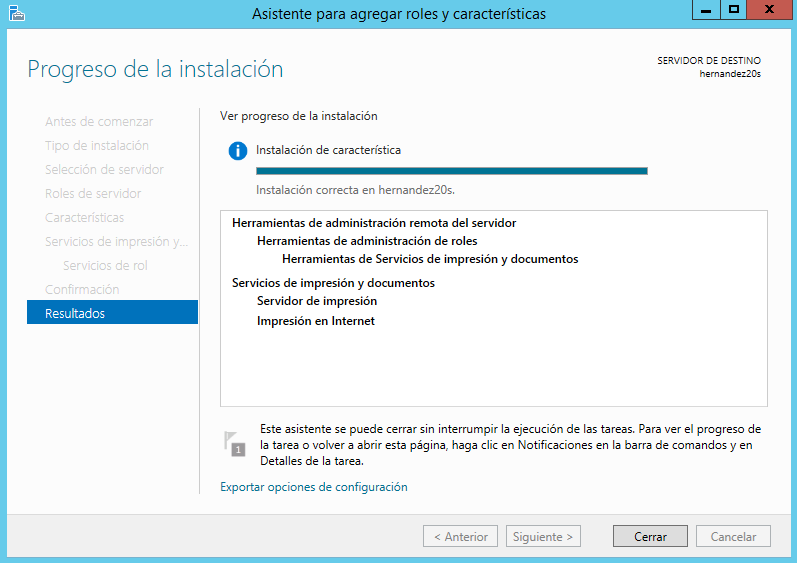 Asistente para agregar roles y características
Progreso de la instalación
SERVIDOR DE DESTINO
hernandez20s
Antes de comenzar
Tipo de instalación
Selección de servidor
Roles de servidor
Características
Servicios de impresión y...
Servicios de rol
Confirmación
Resultados
Ver progreso de la instalación
Instalación de característica
Instalación correcta en hernandez20s.
Herramientas de administración remota del servidor
Herramientas de administración de roles
Herramientas de Servicios de impresión y documentos
Servicios de impresión y documentos
Servidor de impresión
Impresión en Internet
1
Este asistente se puede cerrar sin interrumpir la ejecución de las tareas. Para ver el progreso de
la tarea o volver a abrir esta página, haga clic en Notificaciones en la barra de comandos y en
Detalles de la tarea.
Exportar opciones de configuración
< Anterior
Siguiente >
Cerrar
Cancelar